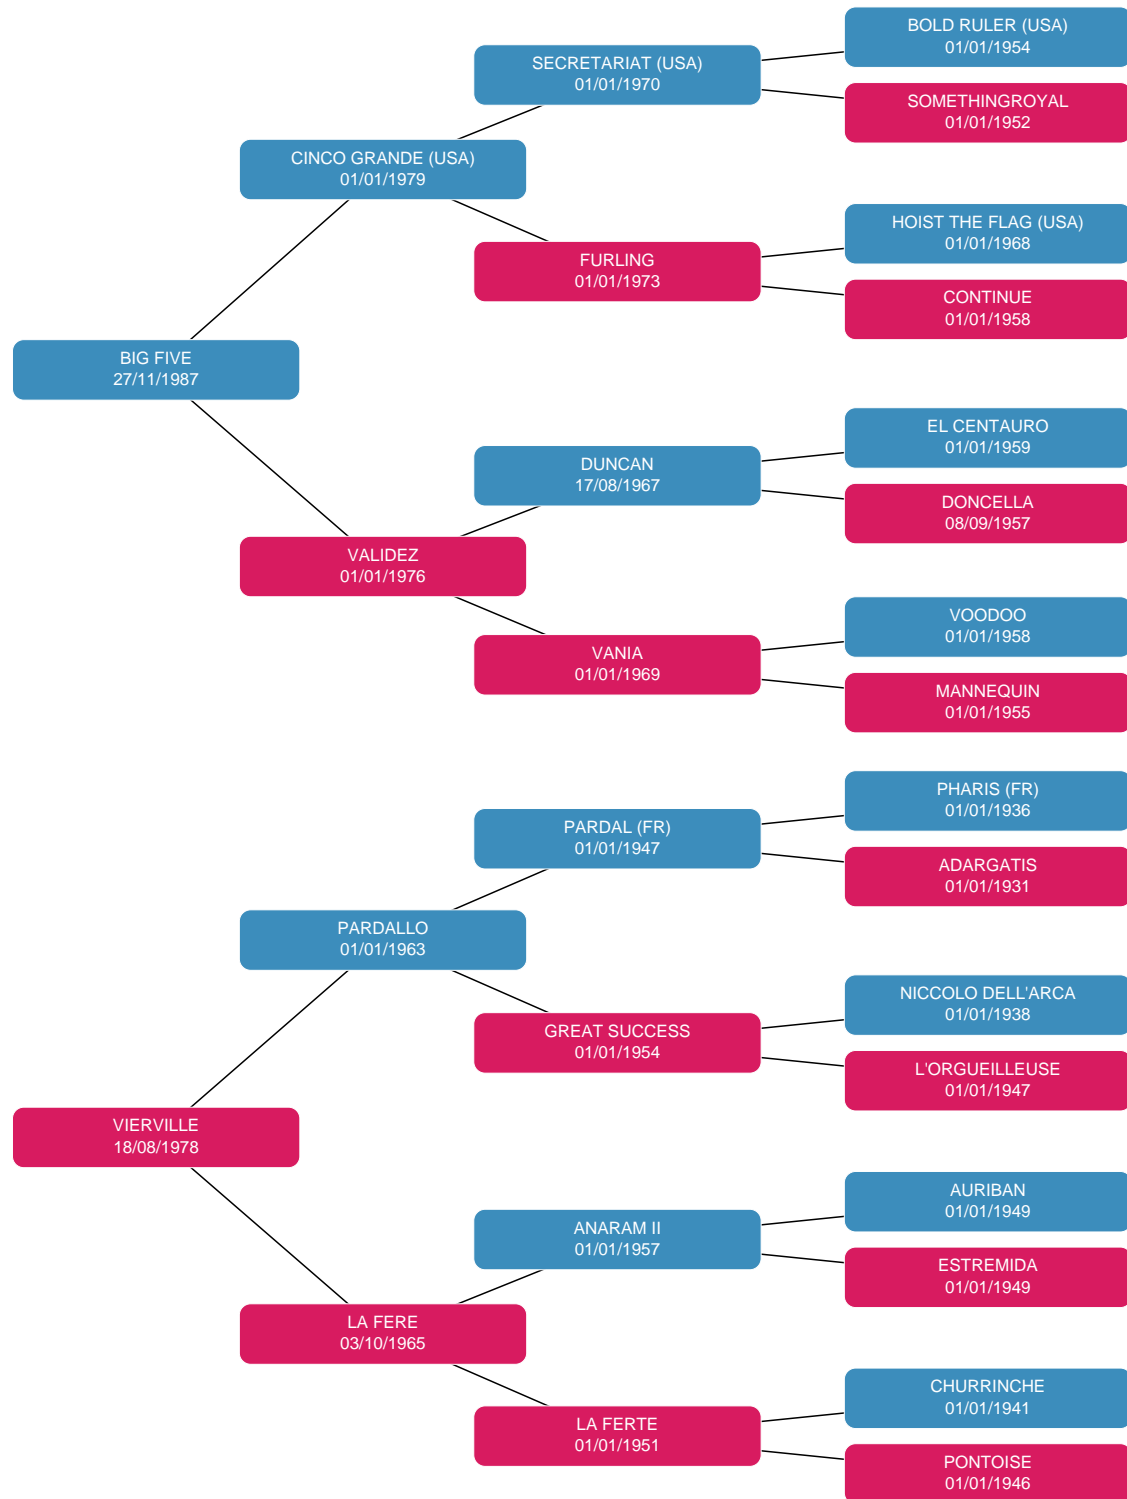 BOLD RULER (USA)
01/01/1954
SECRETARIAT (USA)
01/01/1970
SOMETHINGROYAL
01/01/1952
CINCO GRANDE (USA)
01/01/1979
HOIST THE FLAG (USA)
01/01/1968
FURLING
01/01/1973
CONTINUE
01/01/1958
BIG FIVE
27/11/1987
EL CENTAURO
01/01/1959
DUNCAN
17/08/1967
DONCELLA
08/09/1957
VALIDEZ
01/01/1976
VOODOO
01/01/1958
VANIA
01/01/1969
MANNEQUIN
01/01/1955
PHARIS (FR)
01/01/1936
PARDAL (FR)
01/01/1947
ADARGATIS
01/01/1931
PARDALLO
01/01/1963
NICCOLO DELL'ARCA
01/01/1938
GREAT SUCCESS
01/01/1954
L'ORGUEILLEUSE
01/01/1947
VIERVILLE
18/08/1978
AURIBAN
01/01/1949
ANARAM II
01/01/1957
ESTREMIDA
01/01/1949
LA FERE
03/10/1965
CHURRINCHE
01/01/1941
LA FERTE
01/01/1951
PONTOISE
01/01/1946